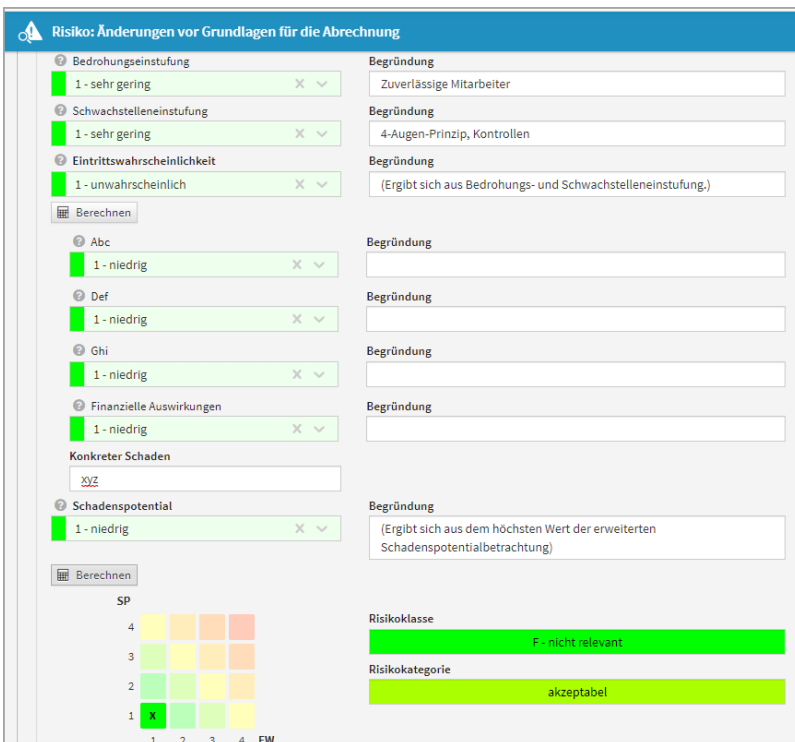 Risiko: Änderungen vor Grundlagen für die Abrechnung
Bedrohungseinstufung
Begründung
1 - sehr gering
Zuverlässige Mitarbeiter
Schwachstelleneinstufung
Begründung
1 - sehr gering
4-Augen-Prinzip, Kontrollen
Eintrittswahrscheinlichkeit
Begründung
1 - unwahrscheinlich
(Ergibt sich aus Bedrohungs- und Schwachstelleneinstufung.)
Berechnen
Abc
Begründung
1 - niedrig
Def
Begründung
1 - niedrig
Ghi
Begründung
1 - niedrig
Finanzielle Auswirkungen
Begründung
1 - niedrig
Konkreter Schaden
xyz
Schadenspotential
Begründung
1 - niedrig
(Ergibt sich aus dem höchsten Wert der erweiterten
Schadenspotentialbetrachtung)
Berechnen
SP
4
3
2
1 X
1 2 3 4 EW
Risikoklasse
F - nicht relevant
Risikokategorie
akzeptabel